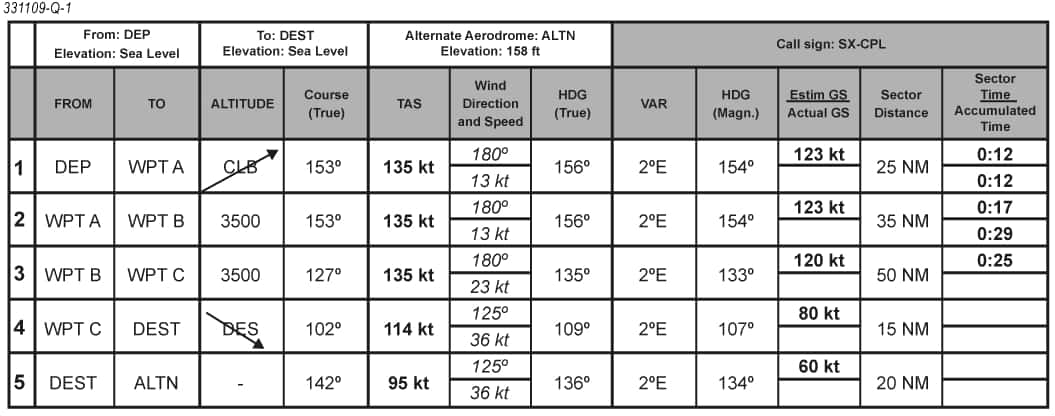 331109-Q-1
From: DEP
Elevation: Sea Level
To: DEST
Elevation: Sea Level
Alternate Aerodrome: ALTN
Elevation: 158 ft
Call sign: SX-CPL
FROM
TO
ALTITUDE
Course
(True)
TAS
Wind
Direction
and Speed
HDG
(True)
VAR
HDG
(Magn.)
Estim GS
Actual GS
Sector
Distance
Sector
Time
Accumulated
Time
1 DEP WPT A CLB 153º 135 kt 180º 13 kt 156º 2ºE 154º 123 kt 25 NM 0:12 0:12
2 WPT A WPT B 3500 153º 135 kt 180º 13 kt 156º 2ºE 154º 123 kt 35 NM 0:17 0:29
3 WPT B WPT C 3500 127º 135 kt 180º 23 kt 135º 2ºE 133º 120 kt 50 NM 0:25
4 WPT C DEST DES 102º 114 kt 125º 36 kt 109º 2ºE 107º 80 kt 15 NM
5 DEST ALTN - 142º 95 kt 125º 36 kt 136º 2ºE 134º 60 kt 20 NM